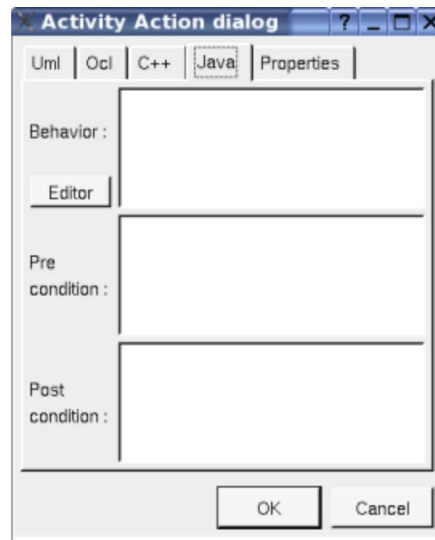 Activity Action dialog ? _
Uml Ocl C++ Java Properties
Behavior :
Editor
Pre
condition :
Post
condition :
OK Cancel